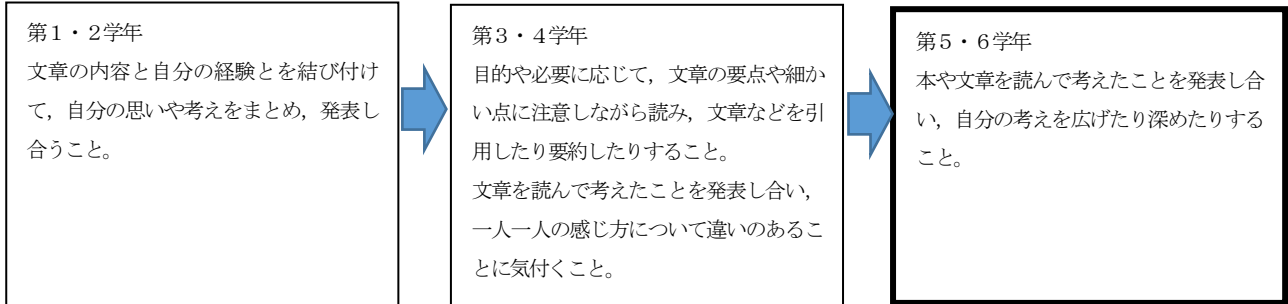 第1・2学年
文章の内容と自分の経験とを結び付け
て，自分の思いや考えをまとめ，発表し
合うこと。
第3・4学年
目的や必要に応じて，文章の要点や細か
い点に注意しながら読み，文章などを引
用したり要約したりすること。
文章を読んで考えたことを発表し合い，
一人一人の感じ方について違いのあるこ
とに気付くこと。
第5・6学年
本や文章を読んで考えたことを発表し合
い，自分の考えを広げたり深めたりする
こと。